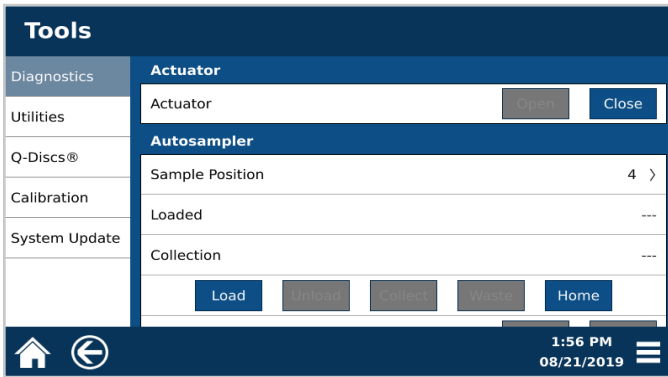 Tools
Diagnostics
Utilities
Q-Discs®
Calibration
System Update
Actuator
Actuator Open Close
Autosampler
Sample Position 4 〉
Loaded ---
Collection ---
Load Unload Collect Waste Home
1:56 PM
08/21/2019